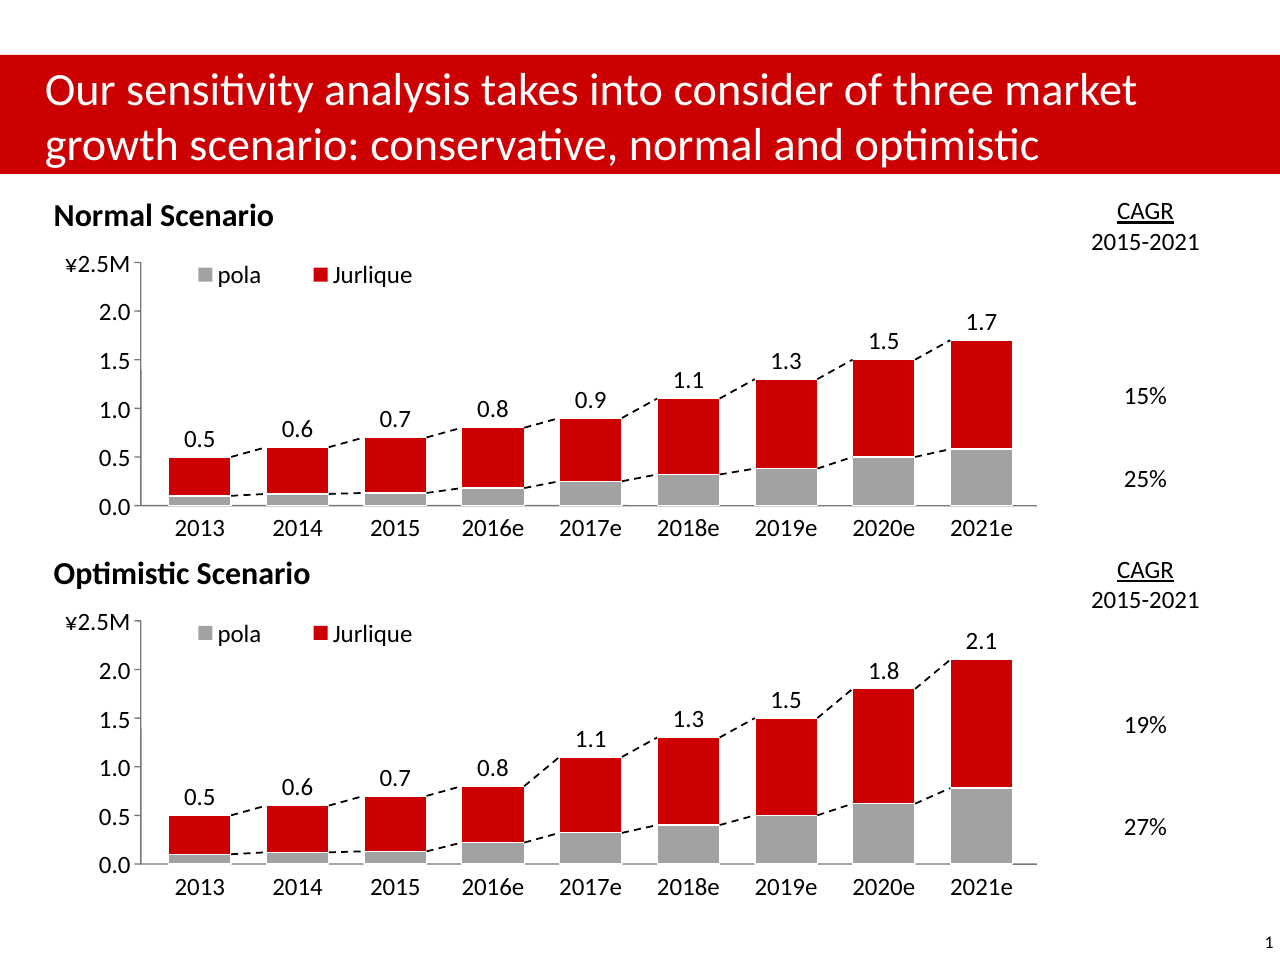 Our sensitivity analysis takes into consider of three market
growth scenario: conservative, normal and optimistic
Normal Scenario
CAGR
2015-2021
¥2.5M
pola
Jurlique
2.0
1.5
1.0
0.5
0.0
0.5
0.6
0.7
0.8
0.9
1.1
1.3
1.5
1.7
15%
25%
2013
2014
2015
2016e
2017e
2018e
2019e
2020e
2021e
Optimistic Scenario
CAGR
2015-2021
¥2.5M
pola
Jurlique
2.0
1.5
1.0
0.5
0.0
0.5
0.6
0.7
0.8
1.1
1.3
1.5
1.8
2.1
19%
27%
2013
2014
2015
2016e
2017e
2018e
2019e
2020e
2021e
1